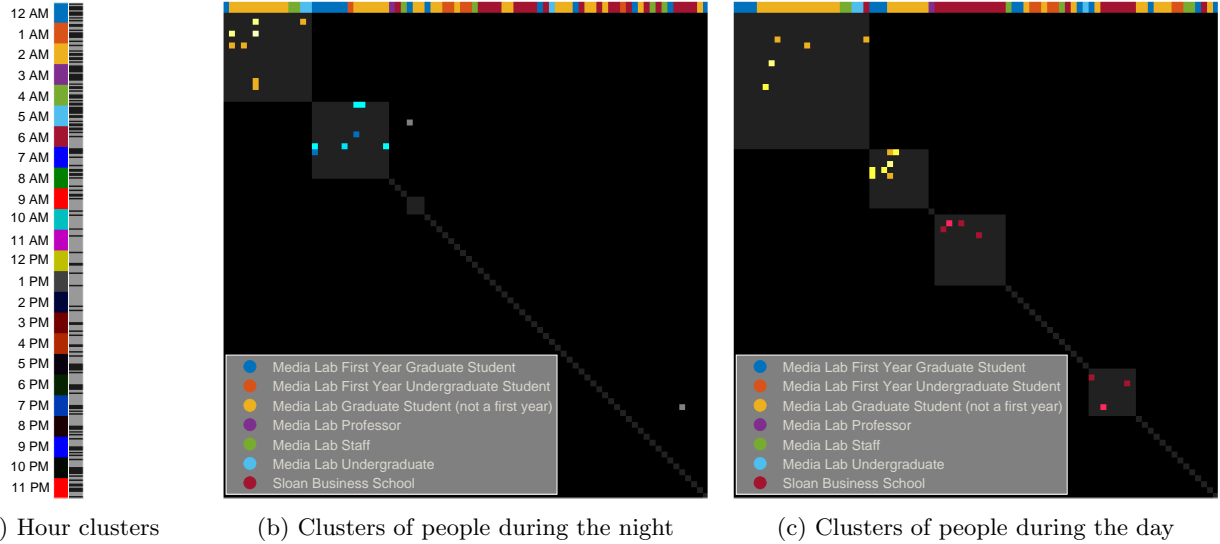 12 AM
1 AM
2 AM
3 AM
4 AM
5 AM
6 AM
7 AM
8 AM
9 AM
10 AM
11 AM
12 PM
1 PM
2 PM
3 PM
4 PM
5 PM
6 PM
7 PM
8 PM
9 PM
10 PM
11 PM
) Hour clusters
Media Lab First Year Graduate Student
Media Lab First Year Undergraduate Student
Media Lab Graduate Student (not a first year)
Media Lab Professor
Media Lab Staff
Media Lab Undergraduate
Sloan Business School
(b) Clusters of people during the night
Media Lab First Year Graduate Student
Media Lab First Year Undergraduate Student
Media Lab Graduate Student (not a first year)
Media Lab Professor
Media Lab Staff
Media Lab Undergraduate
Sloan Business School
(c) Clusters of people during the day